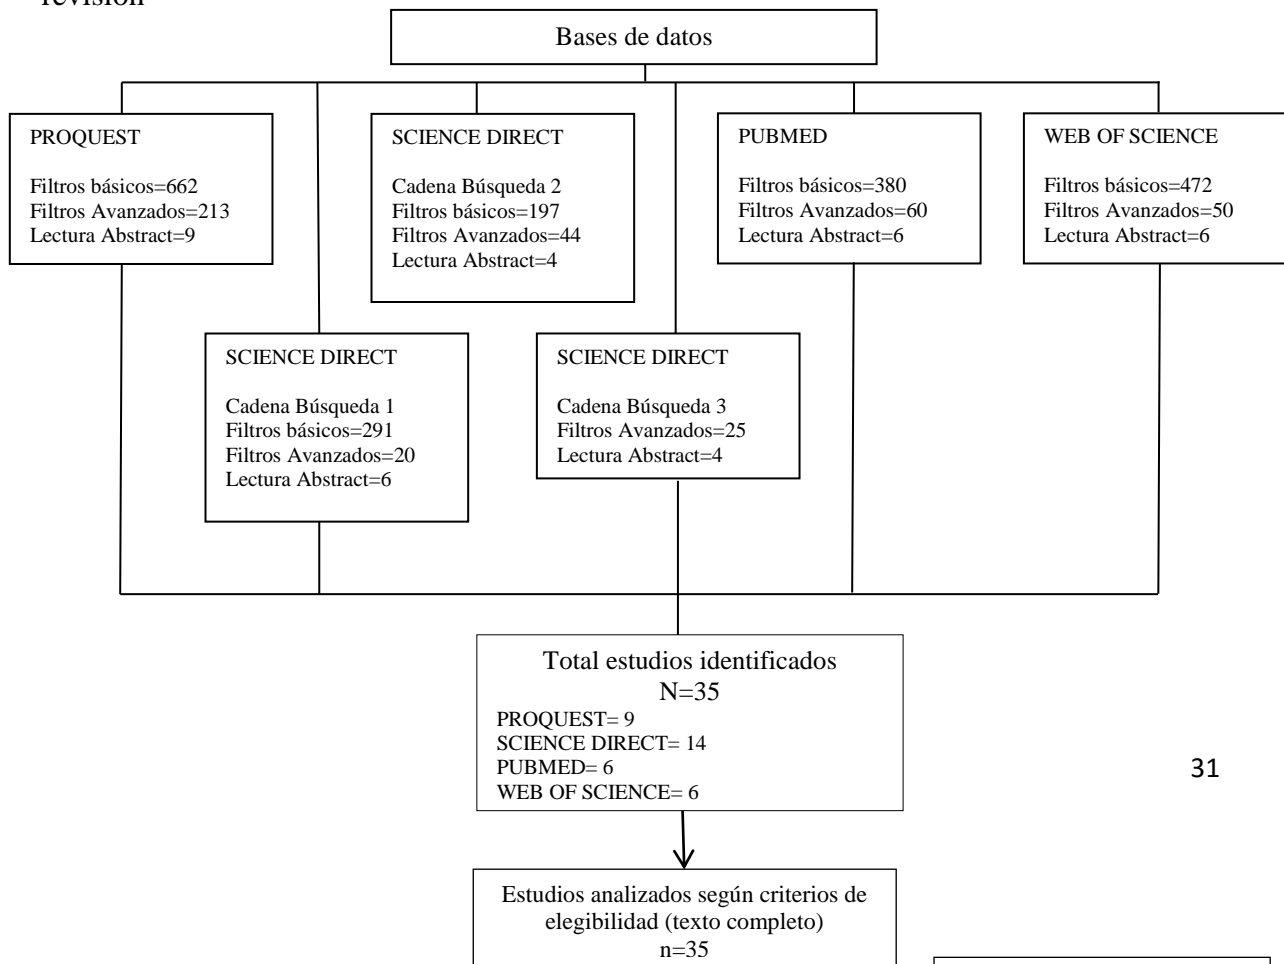 revisión
Bases de datos
PROQUEST
Filtros básicos=662
Filtros Avanzados=213
Lectura Abstract=9
SCIENCE DIRECT
Cadena Búsqueda 2
Filtros básicos=197
Filtros Avanzados=44
Lectura Abstract=4
PUBMED
Filtros básicos=380
Filtros Avanzados=60
Lectura Abstract=6
WEB OF SCIENCE
Filtros básicos=472
Filtros Avanzados=50
Lectura Abstract=6
SCIENCE DIRECT
Cadena Búsqueda 1
Filtros básicos=291
Filtros Avanzados=20
Lectura Abstract=6
SCIENCE DIRECT
Cadena Búsqueda 3
Filtros Avanzados=25
Lectura Abstract=4
Total estudios identificados
N=35
PROQUEST= 9
SCIENCE DIRECT= 14
PUBMED= 6
WEB OF SCIENCE= 6
31
Estudios analizados según criterios de
elegibilidad (texto completo)
n=35